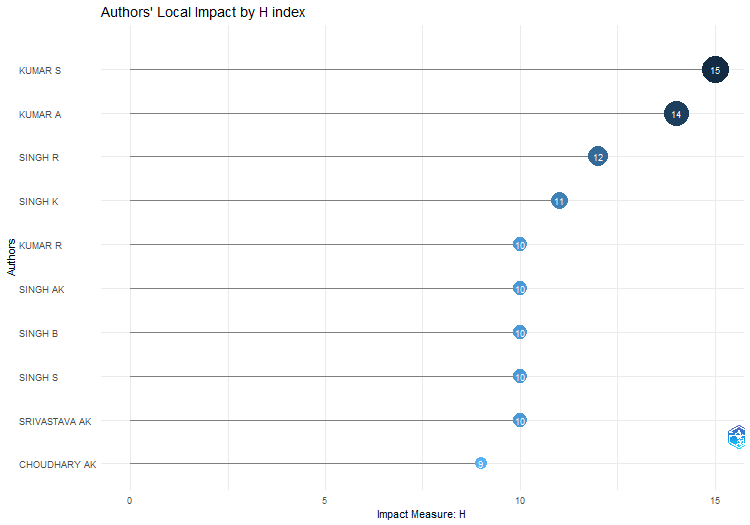 Authors' Local Impact by H index
KUMAR S 15
KUMAR A 14
SINGH R 12
SINGH K 11
KUMAR R 10
SINGH AK 10
SINGH B 10
SINGH S 10
SRIVASTAVA AK 10
CHOUDHARY AK 9
Authors
0 5 10 15
Impact Measure: H